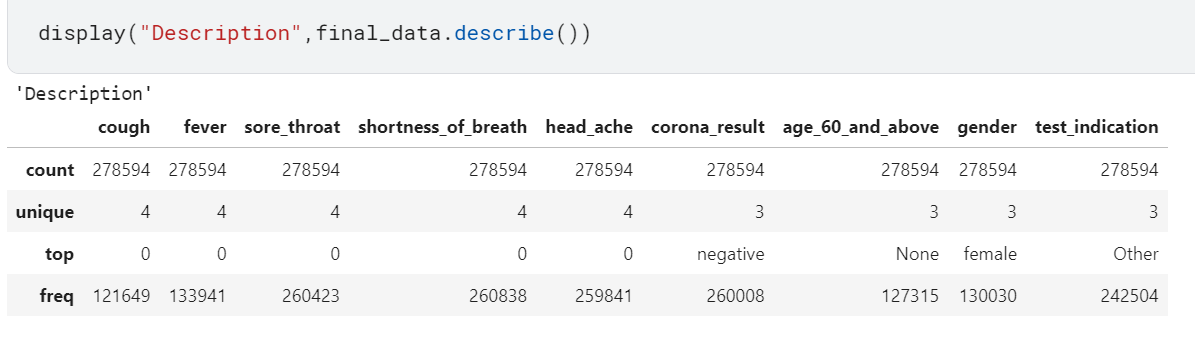 display("Description",final_data.describe())
'Description'
cough fever sore_throat shortness_of_breath head_ache corona_result age_60_and_above gender test_indication
count 278594 278594 278594 278594 278594 278594 278594 278594 278594
unique 4 4 4 4 4 3 3 3 3
top 0 0 0 0 0 negative None female Other
freq 121649 133941 260423 260838 259841 260008 127315 130030 242504